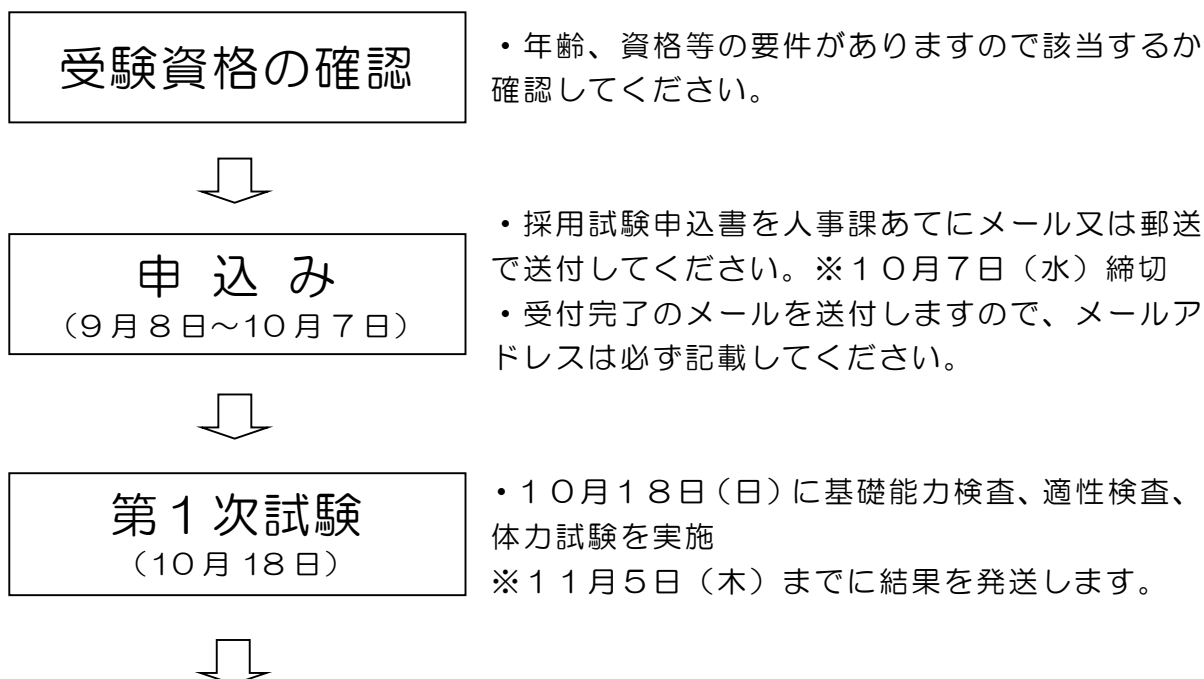 受験資格の確認
・年齢、資格等の要件がありますので該当するか
確認してください。
申 込 み
（９月８日～10月７日）
・採用試験申込書を人事課あてにメール又は郵送
で送付してください。※１０月７日（水）締切
・受付完了のメールを送付しますので、メールア
ドレスは必ず記載してください。
第１次試験
（10月18日）
・１０月１８日（日）に基礎能力検査、適性検査、
体力試験を実施
※１１月５日（木）までに結果を発送します。